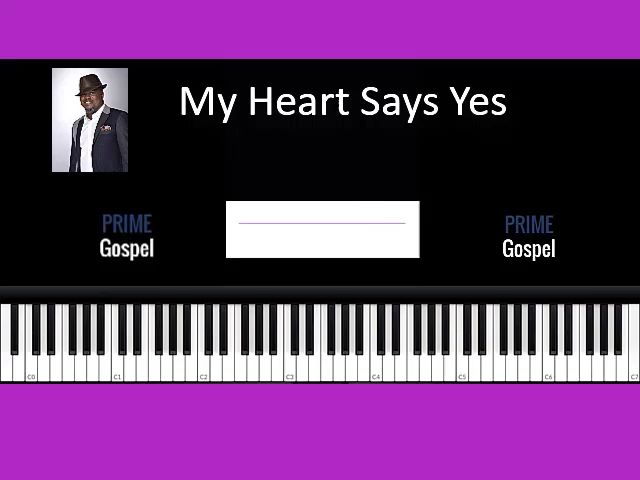 My Heart Says Yes
PRIME
Gospel
PRIME
Gospel
C0 C1 C2 C3 C4 C5 C6 C7